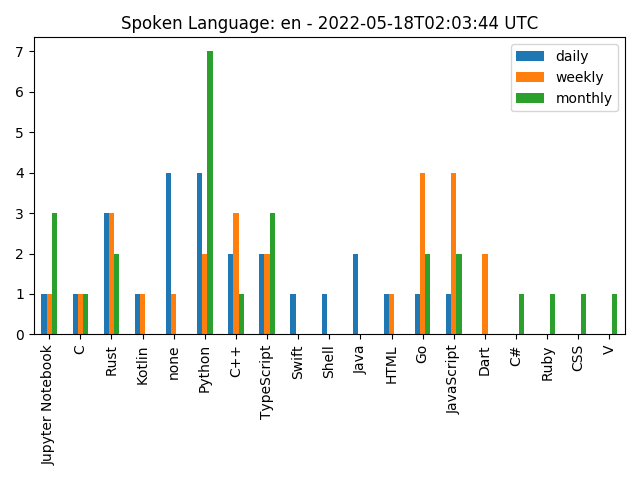 Spoken Language: en - 2022-05-18T02:03:44 UTC
daily
weekly
monthly
7
6
5
4
3
2
1
0
Jupyter Notebook
C
Rust
Kotlin
none
Python
C++
TypeScript
Swift
Shell
Java
HTML
Go
JavaScript
Dart
C#
Ruby
CSS
V